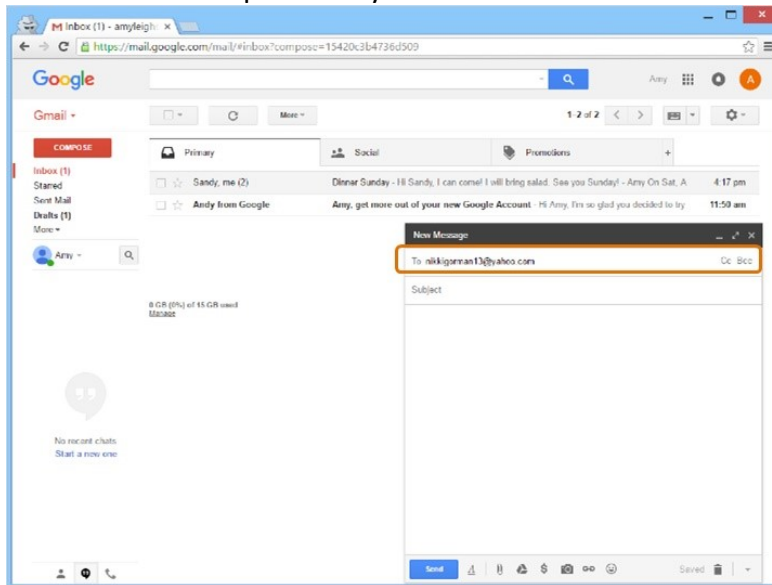 M Inbox (1) - amyleigh
https://mail.google.com/mail/#inbox?compose=15420c3b4736d509
Google
Amy
A
Gmail
More
1-2 of 2
COMPOSE
Primary
Social
Promotions
+
Inbox (1)
Starred
Sandy, me (2)
Dinner Sunday - Hi Sandy, I can come! I will bring salad. See you Sunday! - Amy On Sat, A
4:17 pm
Sent Mail
Andy from Google
Amy, get more out of your new Google Account - Hi Amy, I'm so glad you decided to try
11:50 am
Drafts (1)
More
New Message
Amy
To nikkigorman13@yahoo.com
Cc Bcc
Subject
0 GB (0%) of 15 GB used
Manage
No recent chats
Start a new one
Send
Saved